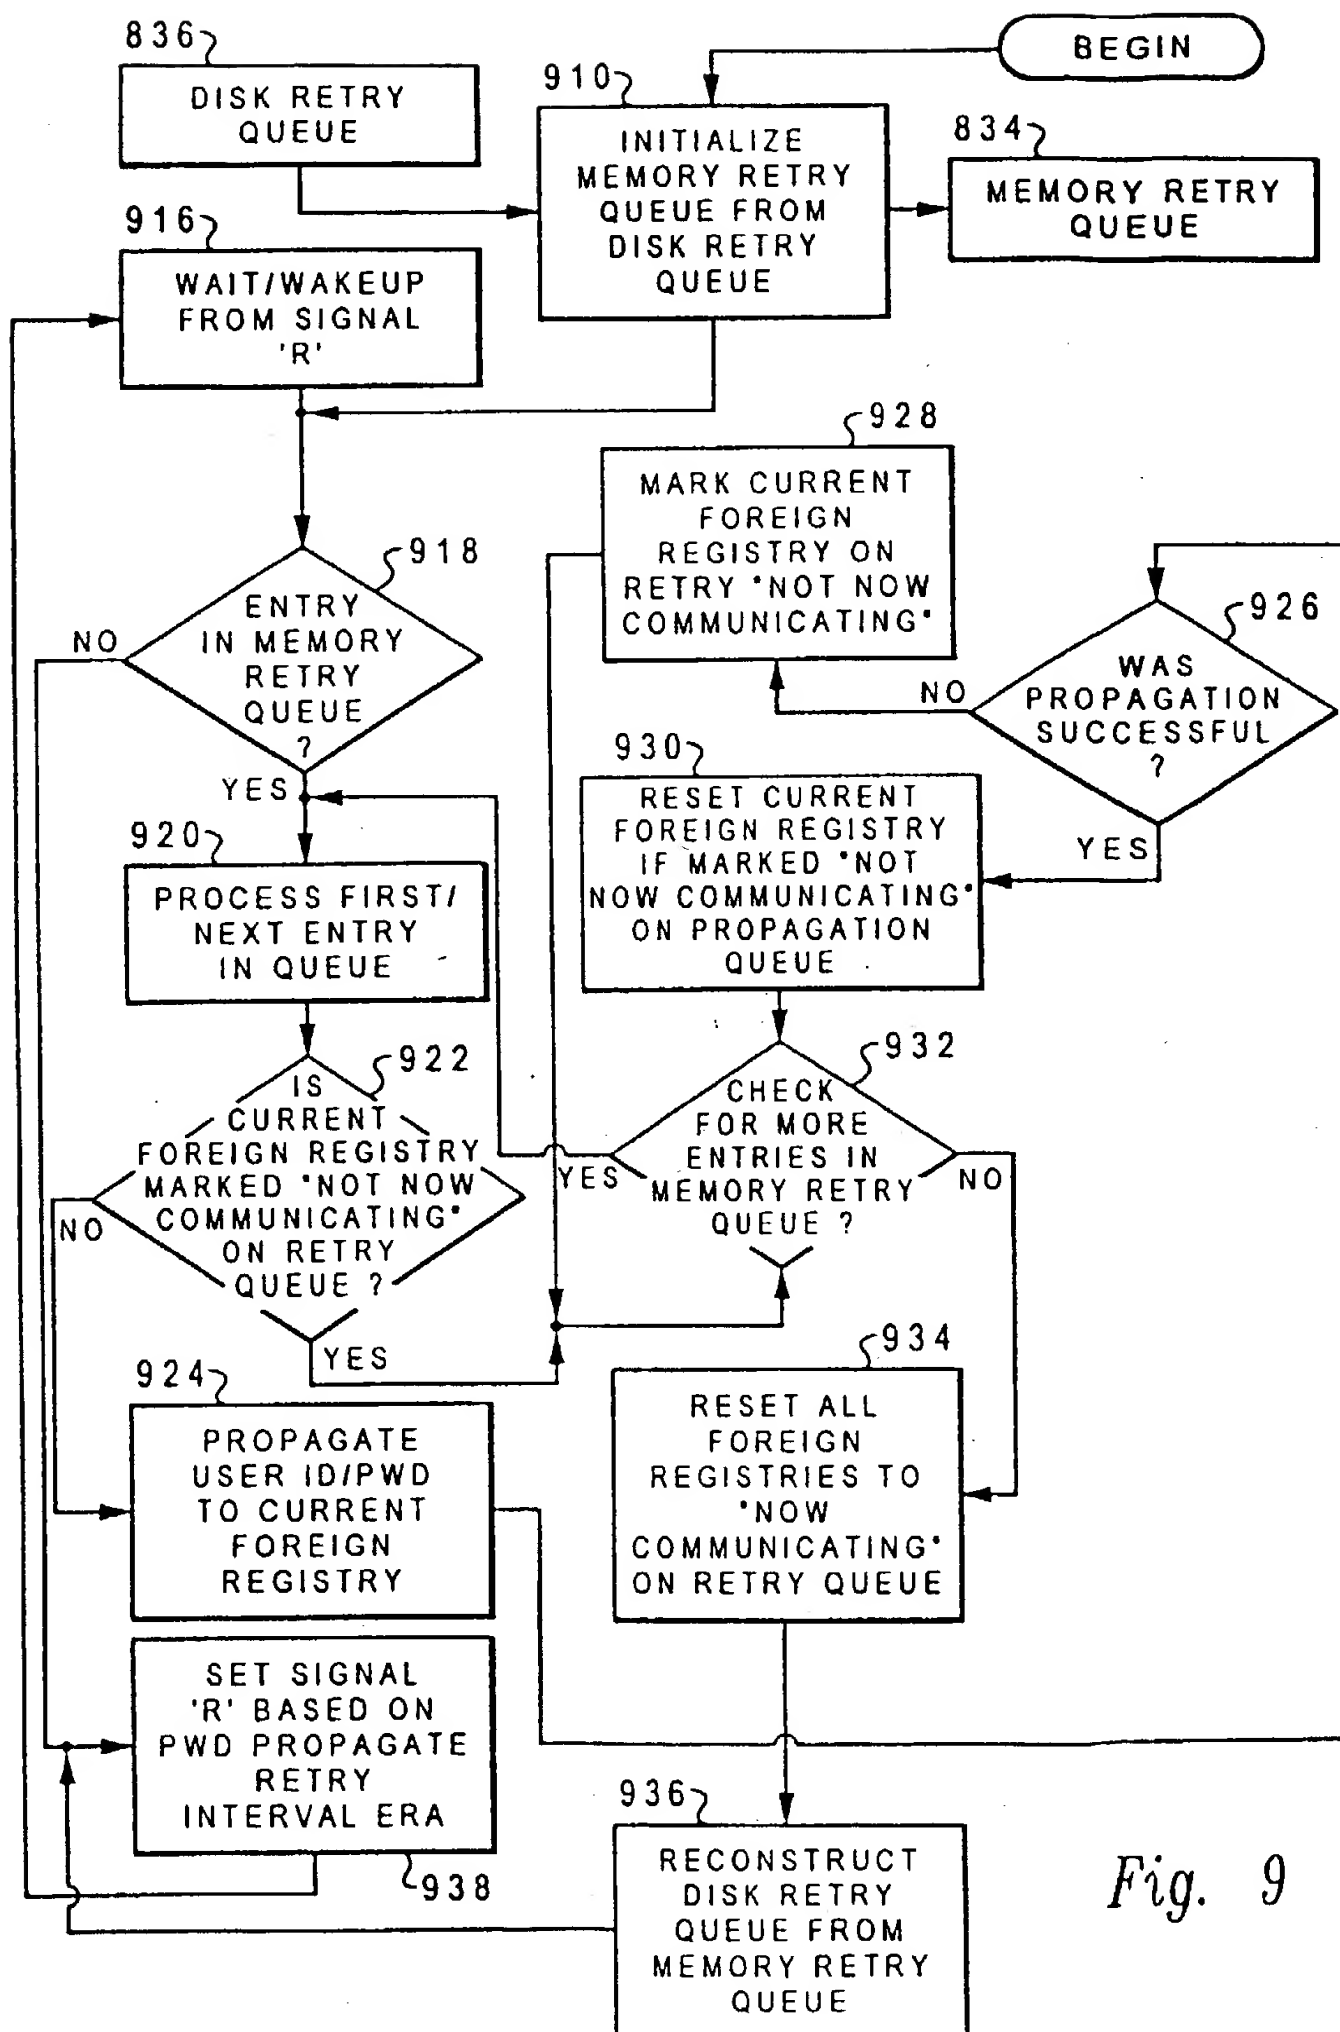 BEGIN
836
DISK RETRY
QUEUE
910
INITIALIZE
MEMORY RETRY
QUEUE FROM
DISK RETRY
QUEUE
834
MEMORY RETRY
QUEUE
916
WAIT/WAKEUP
FROM SIGNAL
'R'
918
ENTRY
IN MEMORY
RETRY
QUEUE
?
NO
YES
928
MARK CURRENT
FOREIGN
REGISTRY ON
RETRY "NOT NOW
COMMUNICATING"
926
WAS
PROPAGATION
SUCCESSFUL
?
NO
YES
930
RESET CURRENT
FOREIGN REGISTRY
IF MARKED "NOT
NOW COMMUNICATING"
ON PROPAGATION
QUEUE
920
PROCESS FIRST/
NEXT ENTRY
IN QUEUE
922
IS
CURRENT
FOREIGN REGISTRY
MARKED "NOT NOW
COMMUNICATING"
ON RETRY
QUEUE ?
NO
YES
932
CHECK
FOR MORE
ENTRIES IN
MEMORY RETRY
QUEUE ?
YES
NO
924
PROPAGATE
USER ID/PWD
TO CURRENT
FOREIGN
REGISTRY
934
RESET ALL
FOREIGN
REGISTRIES TO
"NOW
COMMUNICATING"
ON RETRY QUEUE
SET SIGNAL
'R' BASED ON
PWD PROPAGATE
RETRY
INTERVAL ERA
938
936
RECONSTRUCT
DISK RETRY
QUEUE FROM
MEMORY RETRY
QUEUE
Fig. 9